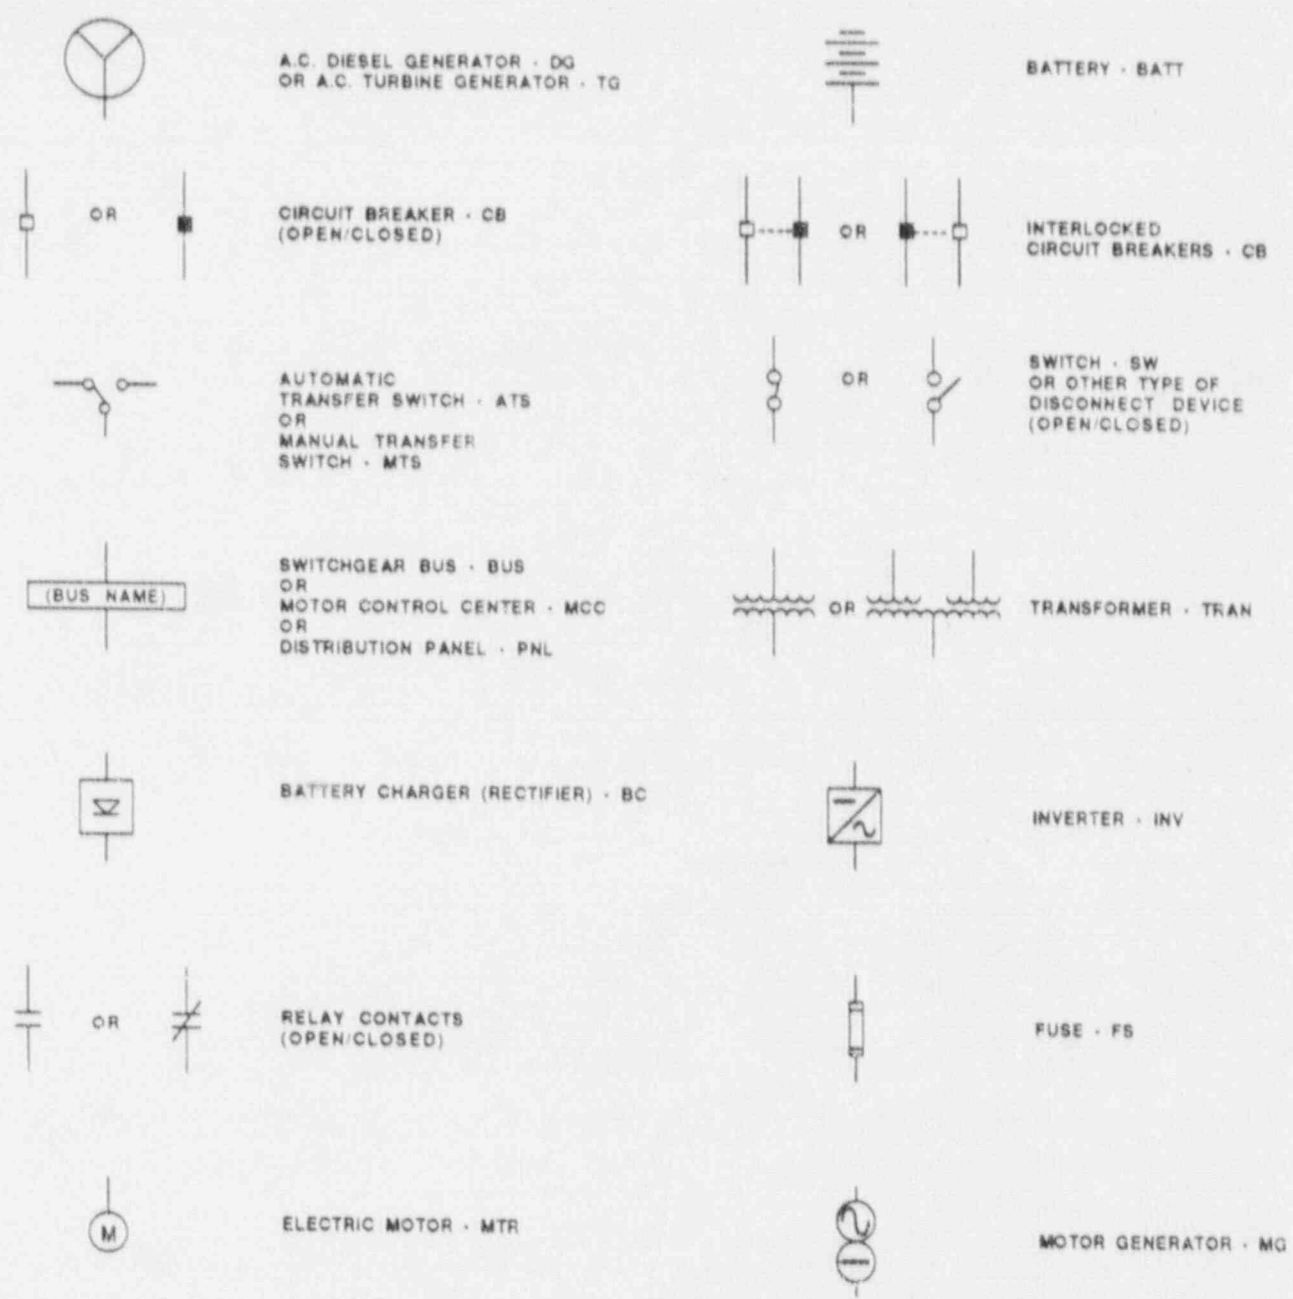 A.C. DIESEL GENERATOR - DG
OR A.C. TURBINE GENERATOR - TG
BATTERY - BATT
OR
CIRCUIT BREAKER - CB
(OPEN/CLOSED)
OR
INTERLOCKED
CIRCUIT BREAKERS - CB
AUTOMATIC
TRANSFER SWITCH - ATS
OR
MANUAL TRANSFER
SWITCH - MTS
OR
SWITCH - SW
OR OTHER TYPE OF
DISCONNECT DEVICE
(OPEN/CLOSED)
(BUS NAME)
SWITCHGEAR BUS - BUS
OR
MOTOR CONTROL CENTER - MCC
OR
DISTRIBUTION PANEL - PNL
OR
TRANSFORMER - TRAN
BATTERY CHARGER (RECTIFIER) - BC
INVERTER - INV
OR
RELAY CONTACTS
(OPEN/CLOSED)
FUSE - FS
M
ELECTRIC MOTOR - MTR
MOTOR GENERATOR - MG